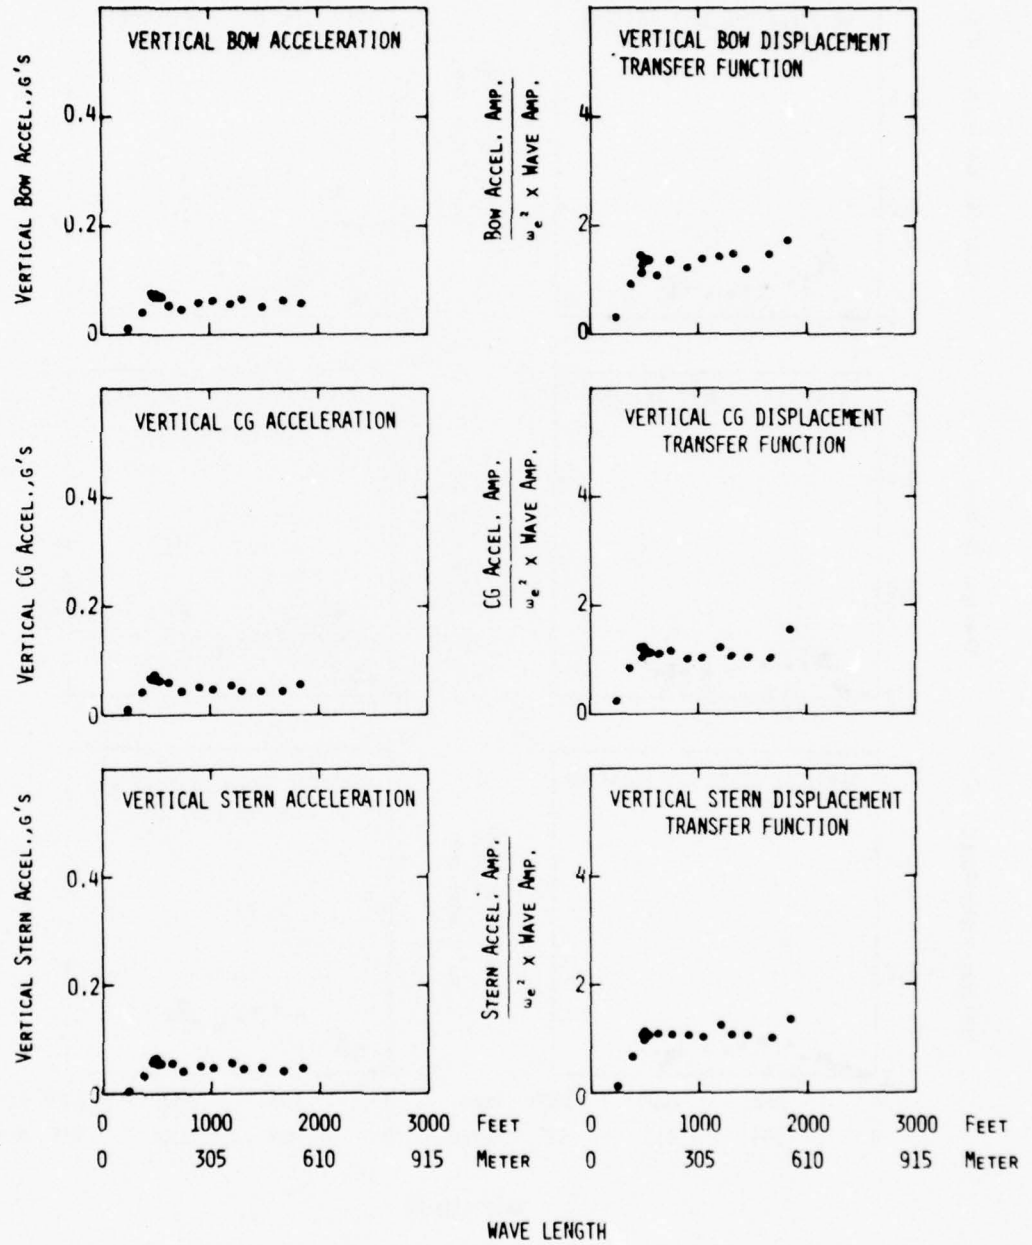 VERTICAL BOW ACCELERATION
VERTICAL BOW ACCEL.,G'S
0.4
0.2
0
VERTICAL BOW DISPLACEMENT
TRANSFER FUNCTION
BOW ACCEL. AMP.
ωe² X WAVE AMP.
4
2
0
VERTICAL CG ACCELERATION
VERTICAL CG ACCEL.,G'S
0.4
0.2
0
VERTICAL CG DISPLACEMENT
TRANSFER FUNCTION
CG ACCEL. AMP.
ωe² X WAVE AMP.
4
2
0
VERTICAL STERN ACCELERATION
VERTICAL STERN ACCEL.,G'S
0.4
0.2
0
VERTICAL STERN DISPLACEMENT
TRANSFER FUNCTION
STERN ACCEL. AMP.
ωe² X WAVE AMP.
4
2
0
0 1000 2000 3000 0 1000 2000 3000 FEET
0 305 610 915 METER 0 305 610 915 METER
WAVE LENGTH